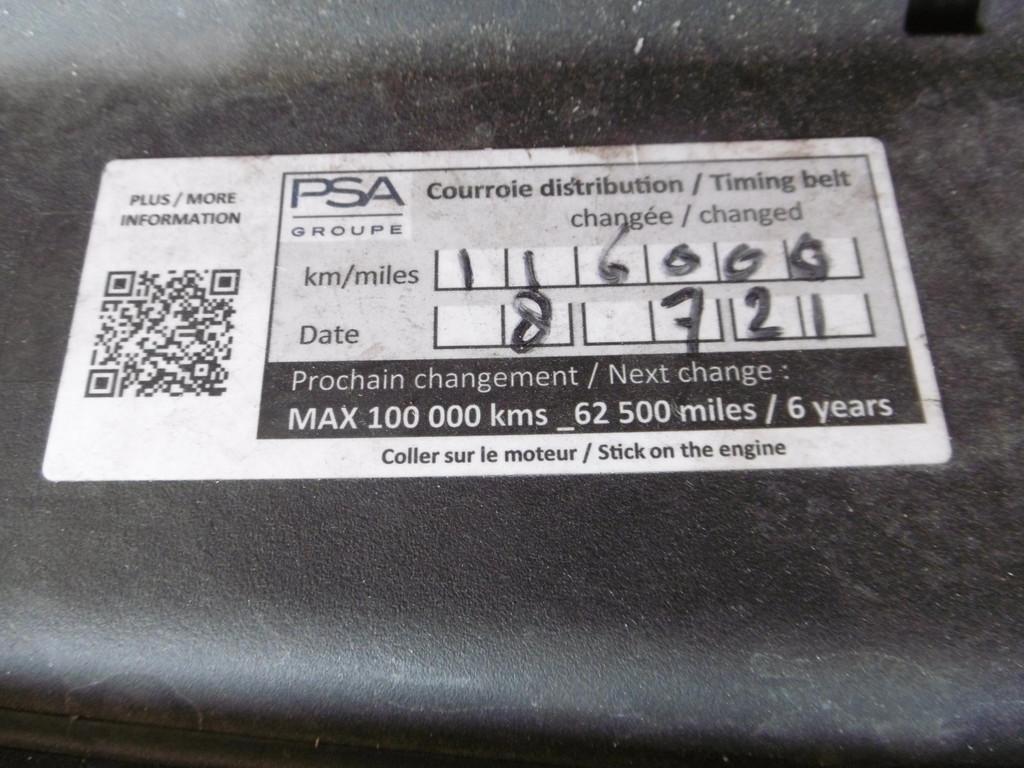 PLUS / MORE
INFORMATION
PSA
GROUPE
Courroie distribution / Timing belt
changée / changed
km/miles 116000
Date 8 7 21
Prochain changement / Next change :
MAX 100 000 kms _62 500 miles / 6 years
Coller sur le moteur / Stick on the engine